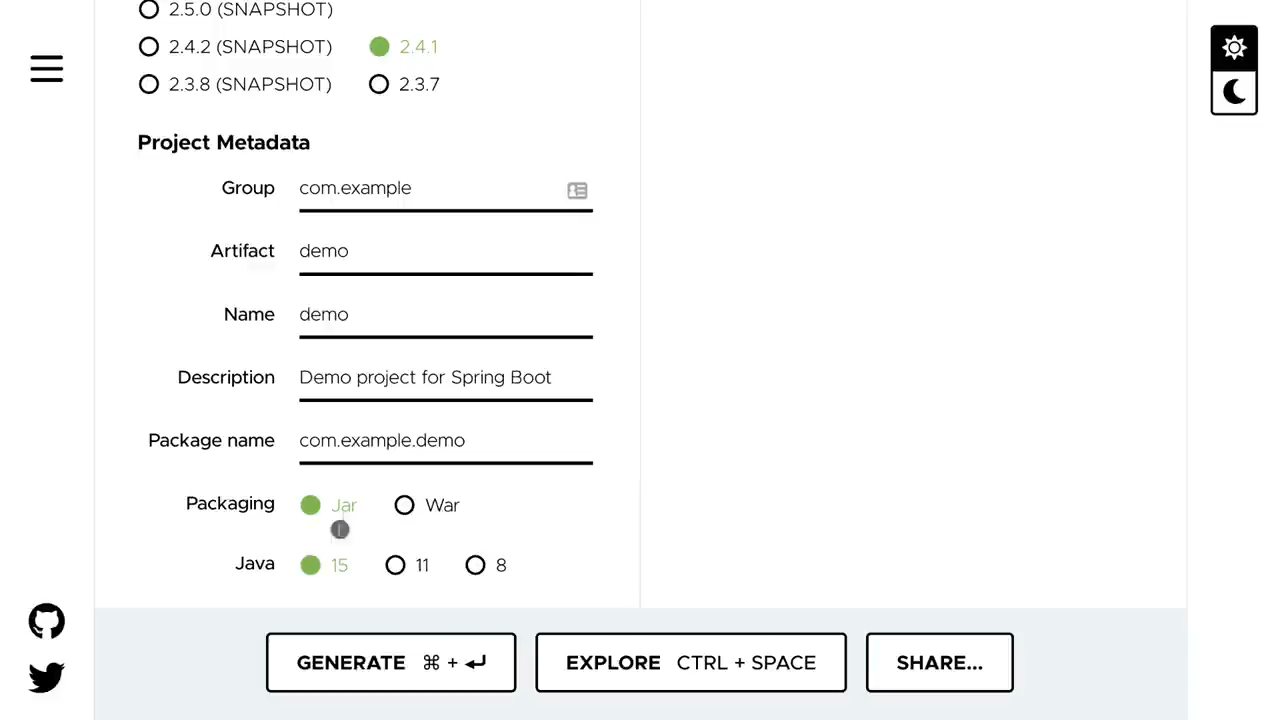 2.5.0 (SNAPSHOT)
2.4.2 (SNAPSHOT) 2.4.1
2.3.8 (SNAPSHOT) 2.3.7
Project Metadata
Group com.example
Artifact demo
Name demo
Description Demo project for Spring Boot
Package name com.example.demo
Packaging Jar War
Java 15 11 8
GENERATE ⌘ + ↵ EXPLORE CTRL + SPACE SHARE...